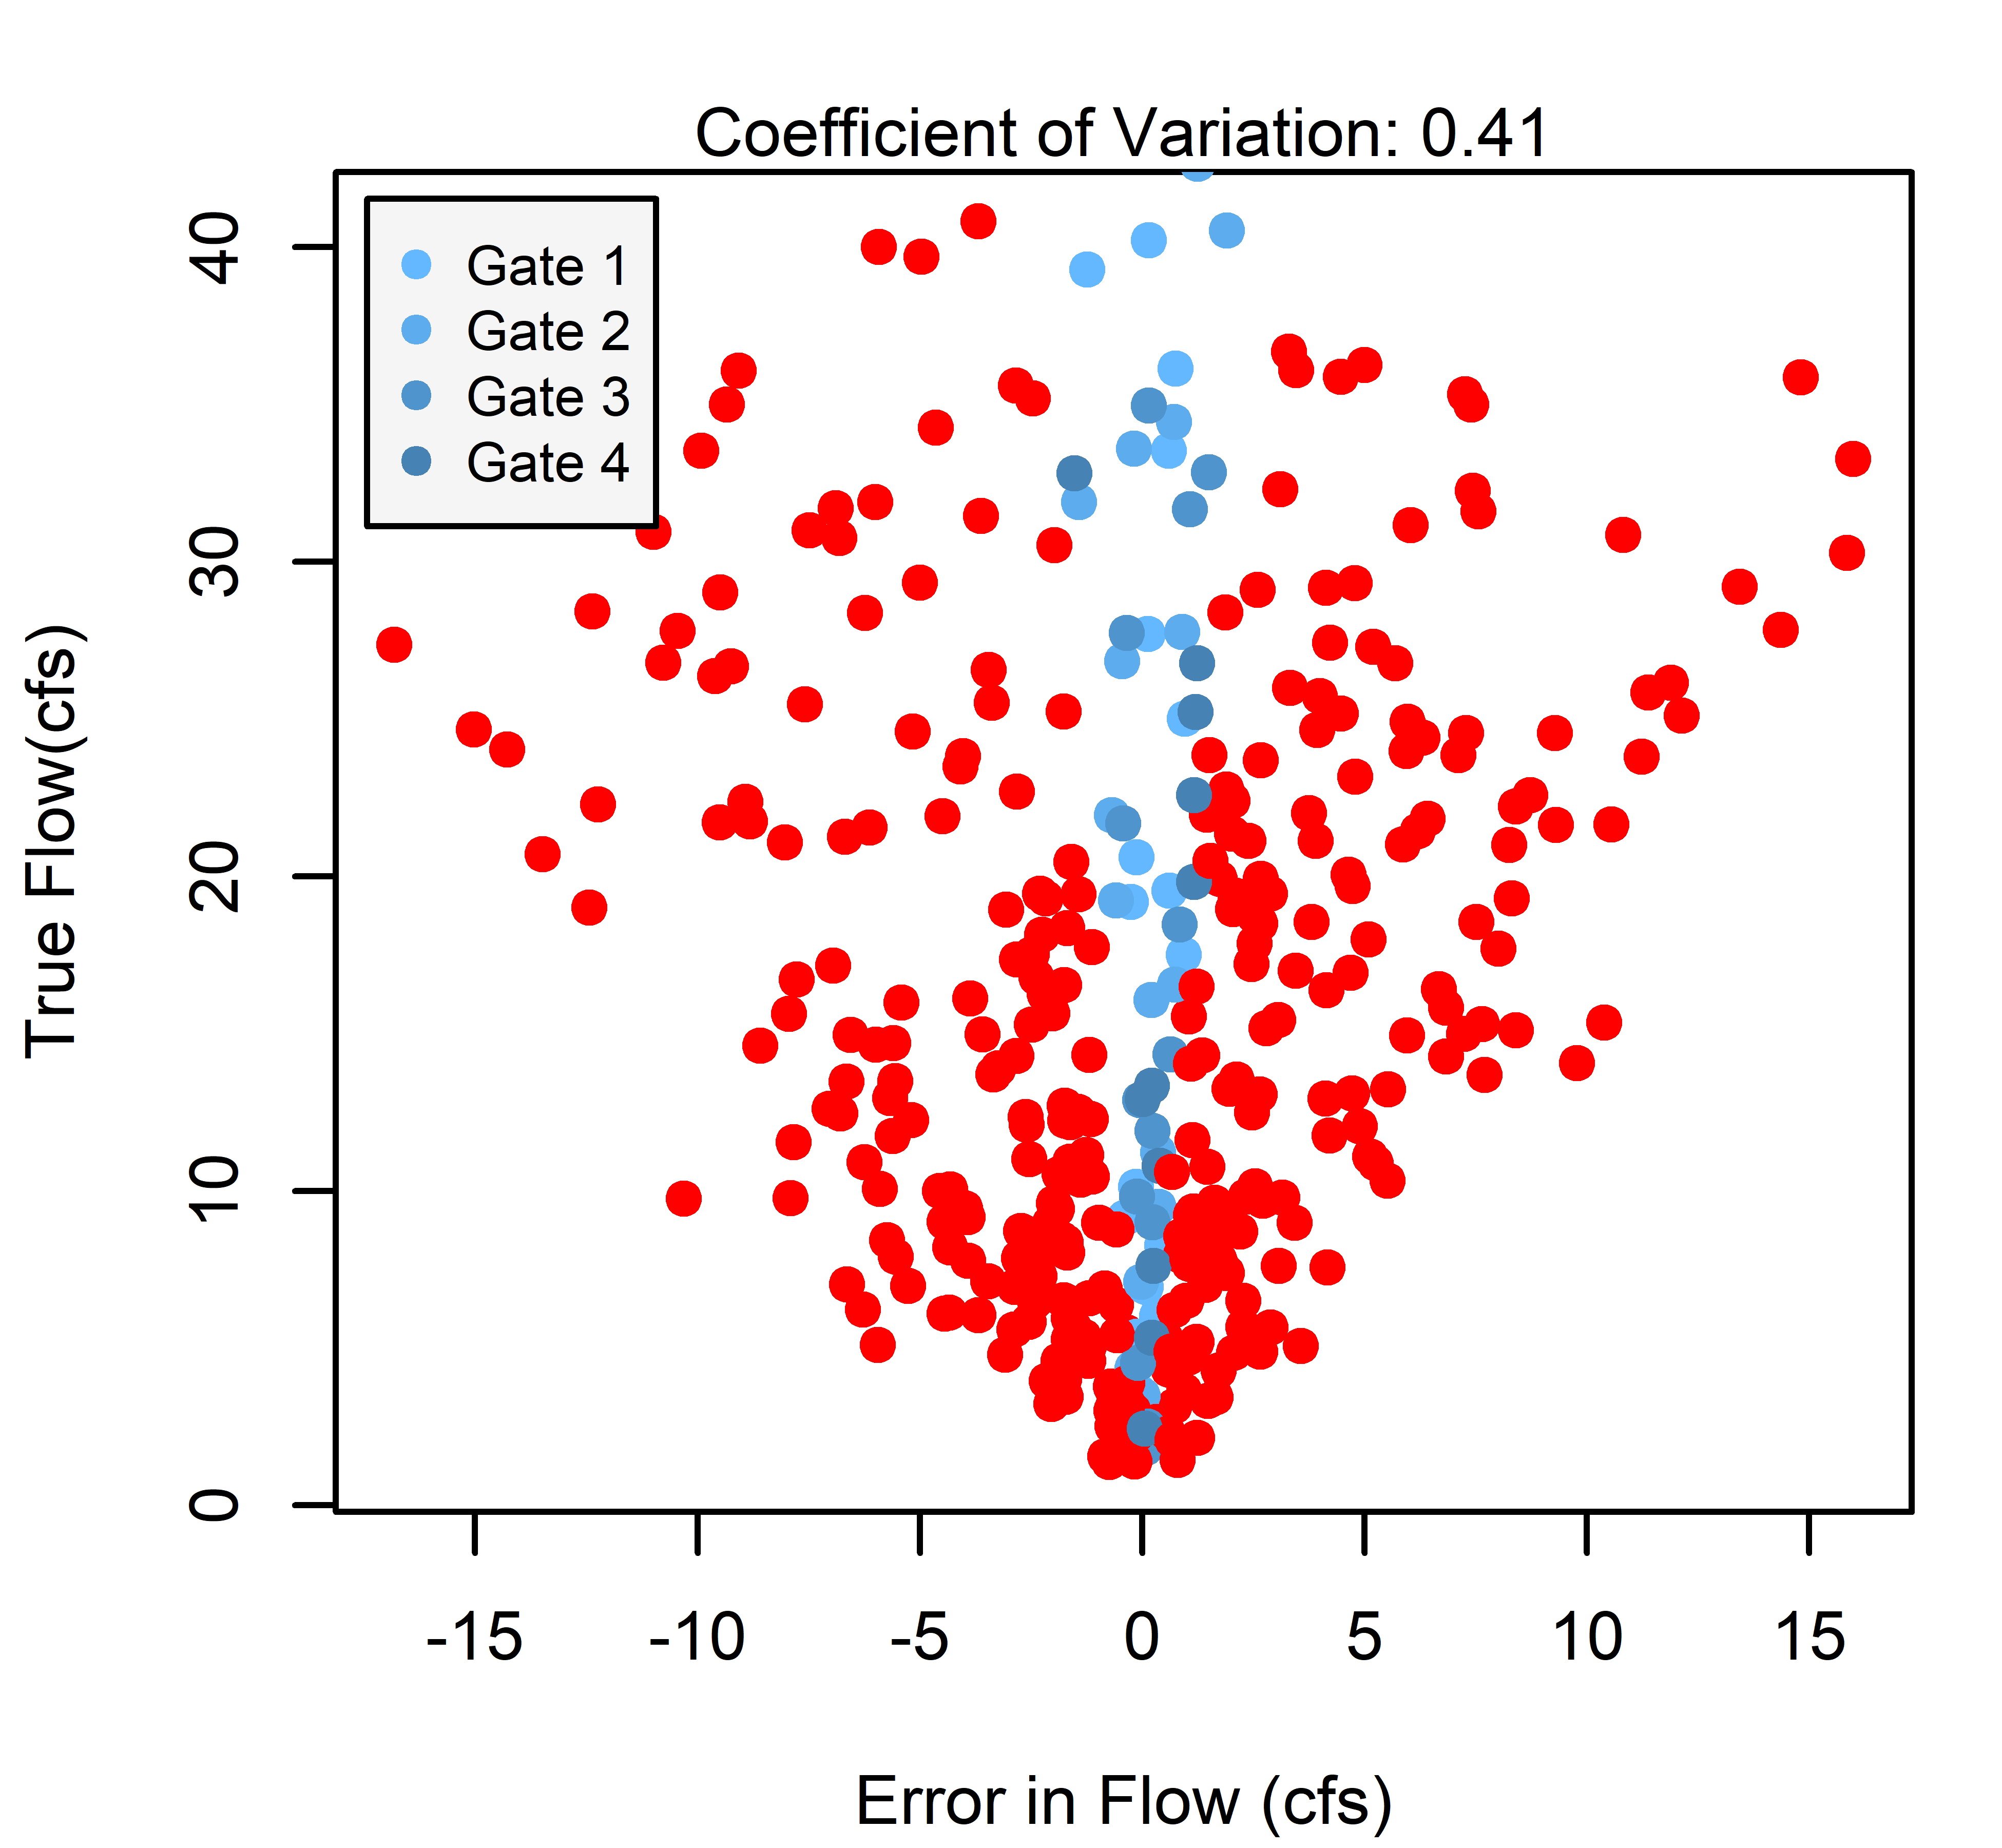 Coefficient of Variation: 0.41
Gate 1
Gate 2
Gate 3
Gate 4
True Flow(cfs)
40
30
20
10
0
-15 -10 -5 0 5 10 15
Error in Flow (cfs)